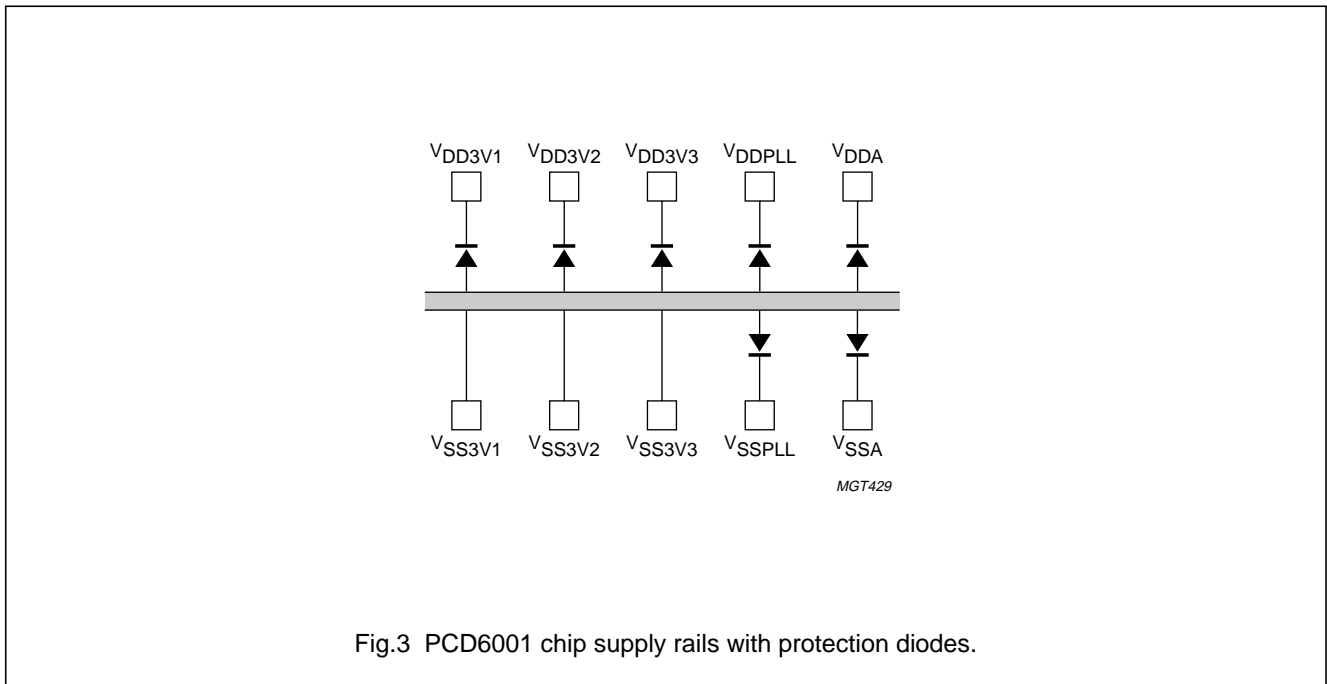 VDD3V1 VDD3V2 VDD3V3 VDDPLL VDDA
VSS3V1 VSS3V2 VSS3V3 VSSPLL VSSA
MGT429
Fig.3 PCD6001 chip supply rails with protection diodes.